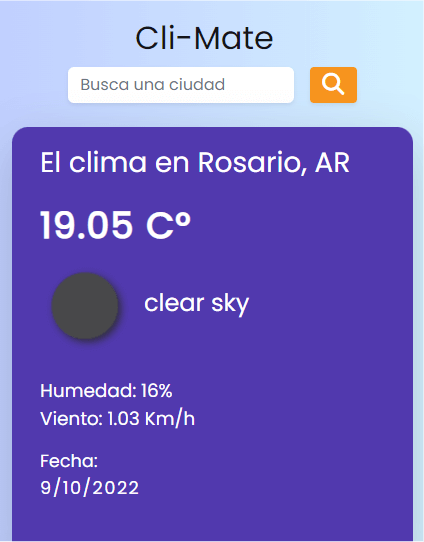 Cli-Mate
Busca una ciudad
El clima en Rosario, AR
19.05 Cº
clear sky
Humedad: 16%
Viento: 1.03 Km/h
Fecha:
9/10/2022